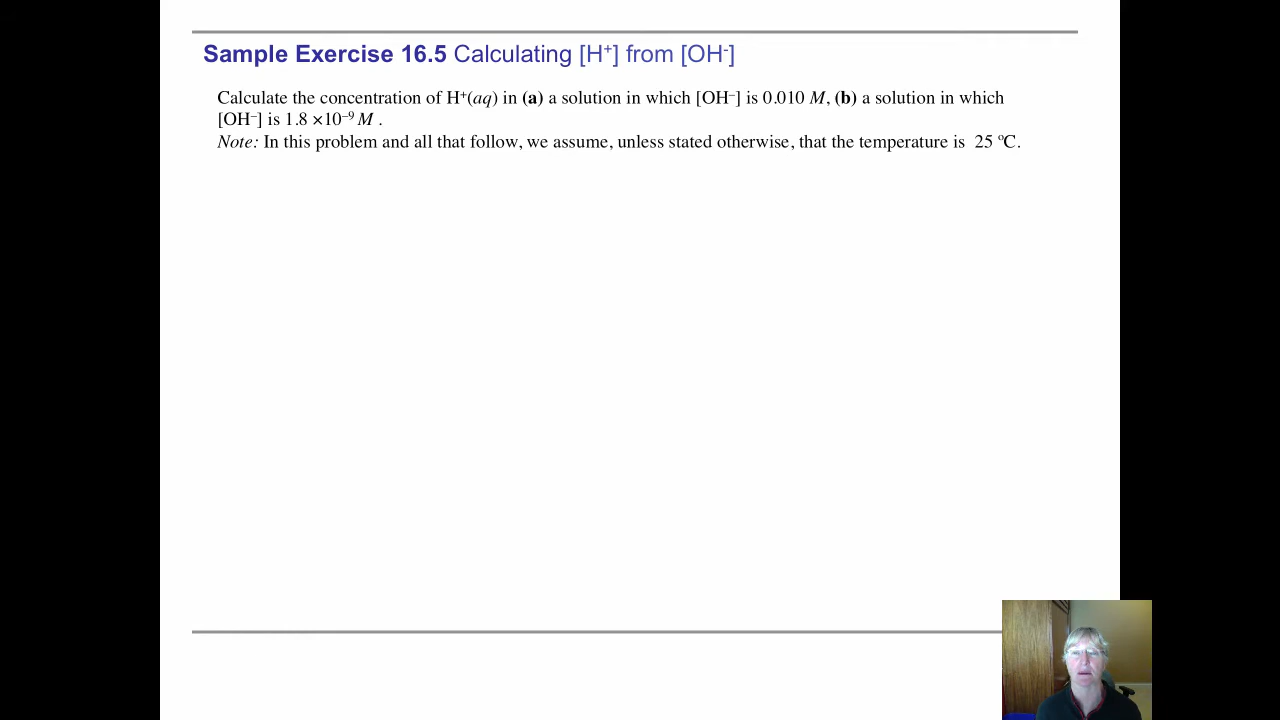 Sample Exercise 16.5 Calculating [H⁺] from [OH⁻]
Calculate the concentration of H⁺(aq) in (a) a solution in which [OH⁻] is 0.010 M, (b) a solution in which
[OH⁻] is 1.8 ×10⁻⁹ M .
Note: In this problem and all that follow, we assume, unless stated otherwise, that the temperature is 25 ºC.